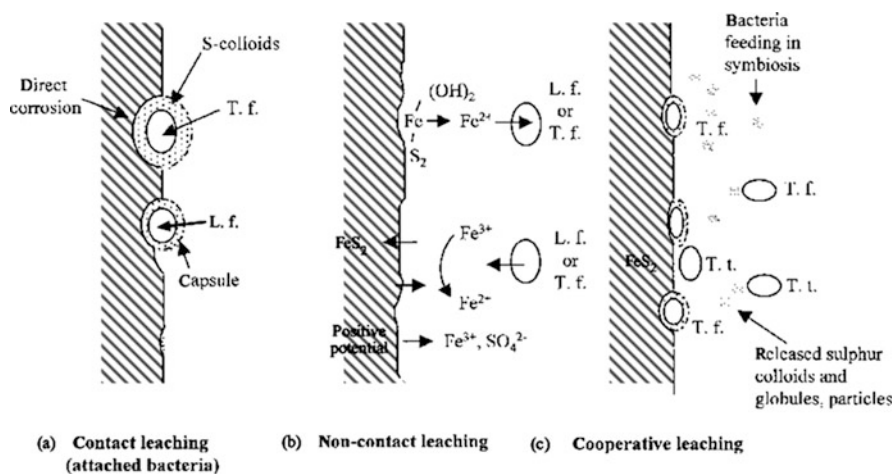 S-colloids
Direct
corrosion
T. f.
L. f.
Capsule
(a) Contact leaching
(attached bacteria)
(OH)₂
Fe
S₂
Fe²⁺
L. f.
or
T. f.
FeS₂
Fe³⁺
Fe²⁺
L. f.
or
T. f.
Positive
potential
Fe³⁺, SO₄²⁻
(b) Non-contact leaching
Bacteria
feeding in
symbiosis
T. f.
T. f.
FeS₂
T. t.
T. t.
T. f.
Released sulphur
colloids and
globules, particles
(c) Cooperative leaching